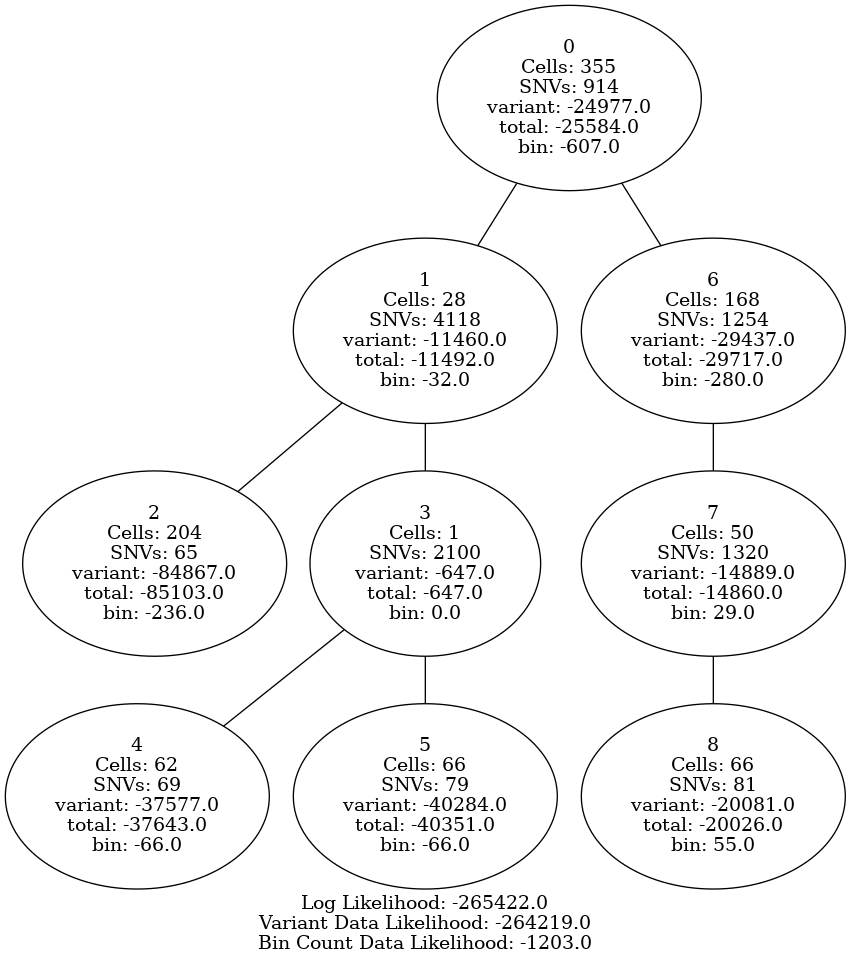 0
Cells: 355
SNVs: 914
variant: -24977.0
total: -25584.0
bin: -607.0
1
Cells: 28
SNVs: 4118
variant: -11460.0
total: -11492.0
bin: -32.0
6
Cells: 168
SNVs: 1254
variant: -29437.0
total: -29717.0
bin: -280.0
2
Cells: 204
SNVs: 65
variant: -84867.0
total: -85103.0
bin: -236.0
3
Cells: 1
SNVs: 2100
variant: -647.0
total: -647.0
bin: 0.0
7
Cells: 50
SNVs: 1320
variant: -14889.0
total: -14860.0
bin: 29.0
4
Cells: 62
SNVs: 69
variant: -37577.0
total: -37643.0
bin: -66.0
5
Cells: 66
SNVs: 79
variant: -40284.0
total: -40351.0
bin: -66.0
8
Cells: 66
SNVs: 81
variant: -20081.0
total: -20026.0
bin: 55.0
Log Likelihood: -265422.0
Variant Data Likelihood: -264219.0
Bin Count Data Likelihood: -1203.0